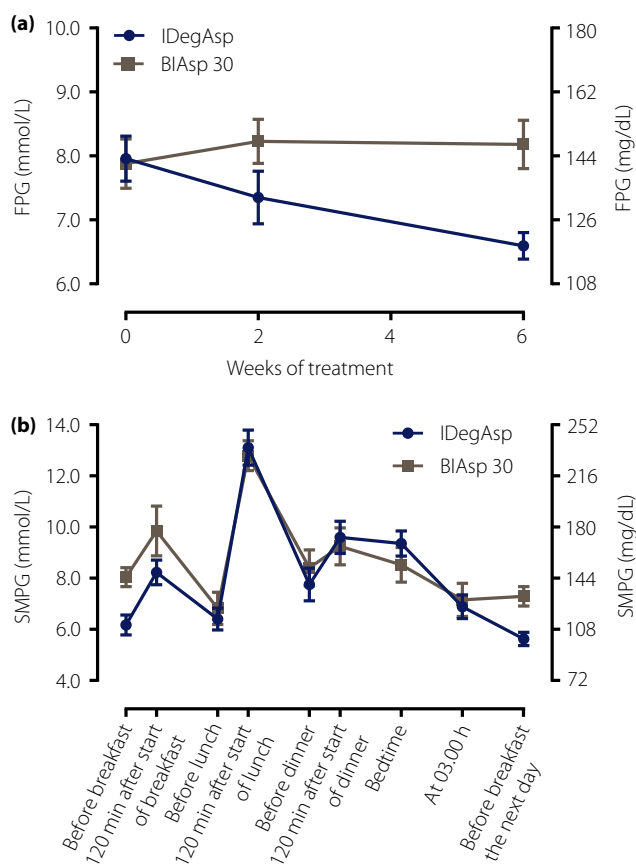 (a)
10.0
9.0
8.0
7.0
6.0
FPG (mmol/L)
IDegAsp
BIAsp 30
180
162
144
126
108
FPG (mg/dL)
0
2
4
6
Weeks of treatment
(b)
14.0
12.0
10.0
8.0
6.0
4.0
SMPG (mmol/L)
IDegAsp
BIAsp 30
252
216
180
144
108
72
SMPG (mg/dL)
Before breakfast
120 min after start
of breakfast
Before lunch
120 min after start
of lunch
Before dinner
120 min after start
of dinner
Bedtime
At 03.00 h
Before breakfast
the next day